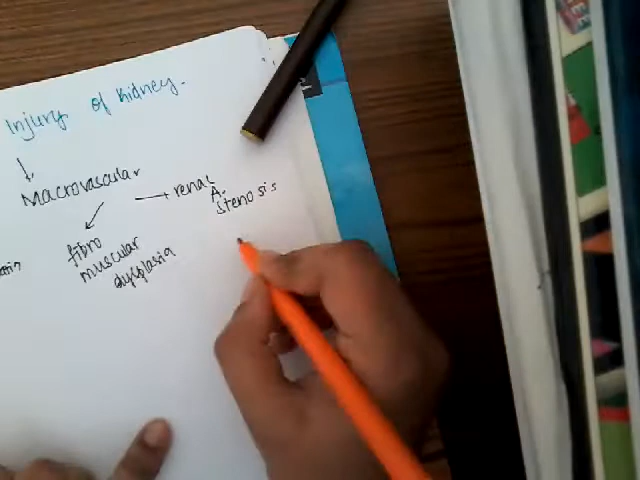 Injury of kidney.
Macrovascular
renal
A.
stenosis
fibro
muscular
dysplasia